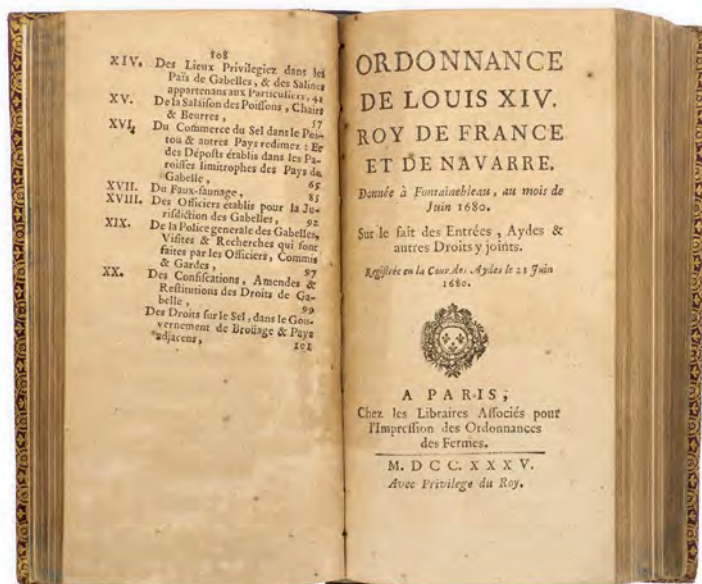 108
XIV. Des Lieux Privilegiez dans les
Païs de Gabelles, & des Salines
appartenans aux Particuliers, 41
XV. De la Salaison des Poissons, Chairs
& Beurres, 57
XVI. Du Commerce du Sel dans le Poi-
tou & autres Pays redimez : Et
des Déposts établis dans les Pa-
roisses limitrophes des Pays de
Gabelle, 65
XVII. Du Faux-saunage, 85
XVIII. Des Officiers établis pour la Ju-
risdiction des Gabelles, 92
XIX. De la Police generale des Gabelles,
Visites & Recherches qui sont
faites par les Officiers, Commis
& Gardes, 97
XX. Des Confiscations, Amendes &
Restitutions des Droits de Ga-
belle, 99
Des Droits sur le Sel, dans le Gou-
vernement de Broüage & Pays
adjacens, 101
ORDONNANCE
DE LOUIS XIV.
ROY DE FRANCE
ET DE NAVARRE.
Donnée à Fontainebleau, au mois de
Juin 1680.
Sur le fait des Entrées, Aydes &
autres Droits y joints.
Registrée en la Cour des Aydes le 21 Juin
1680.
A PARIS,
Chez les Libraires Associés pour
l'Impression des Ordonnances
des Fermes.
M. DCC. XXXV.
Avec Privilege du Roy.